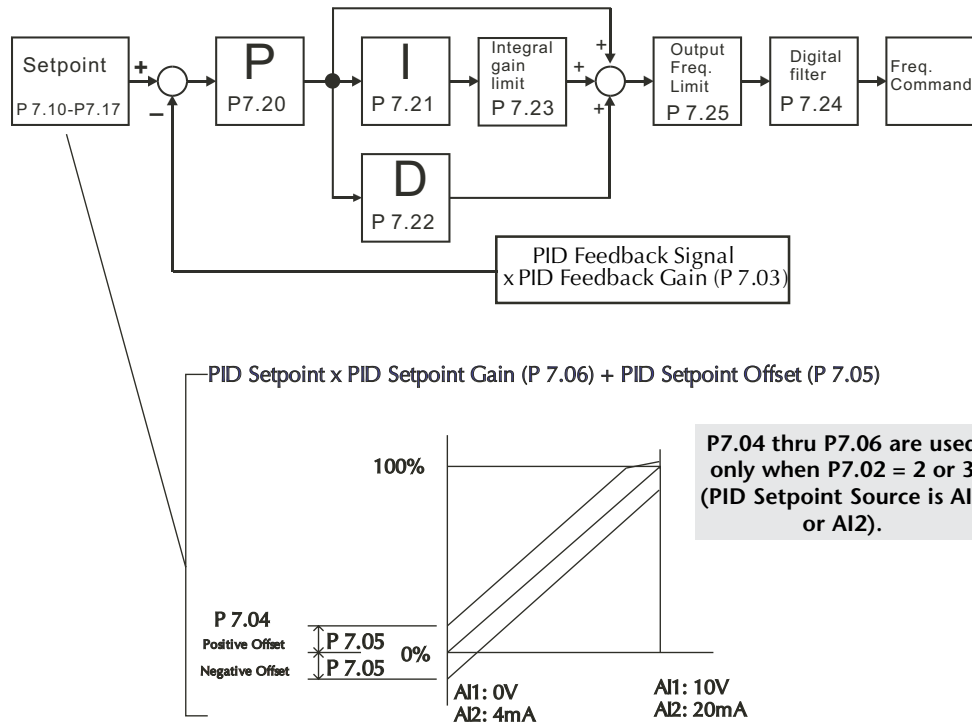 Setpoint
P 7.10-P7.17
+
−
P
P7.20
I
P 7.21
Integral
gain
limit
P 7.23
D
P 7.22
+
+
+
Output
Freq.
Limit
P 7.25
Digital
filter
P 7.24
Freq.
Command
PID Feedback Signal
x PID Feedback Gain (P 7.03)
PID Setpoint x PID Setpoint Gain (P 7.06) + PID Setpoint Offset (P 7.05)
100%
P7.04 thru P7.06 are used
only when P7.02 = 2 or 3
(PID Setpoint Source is AI
or AI2).
P 7.04
Positive Offset
P 7.05
0%
Negative Offset
P 7.05
AI1: 0V
AI2: 4mA
AI1: 10V
AI2: 20mA